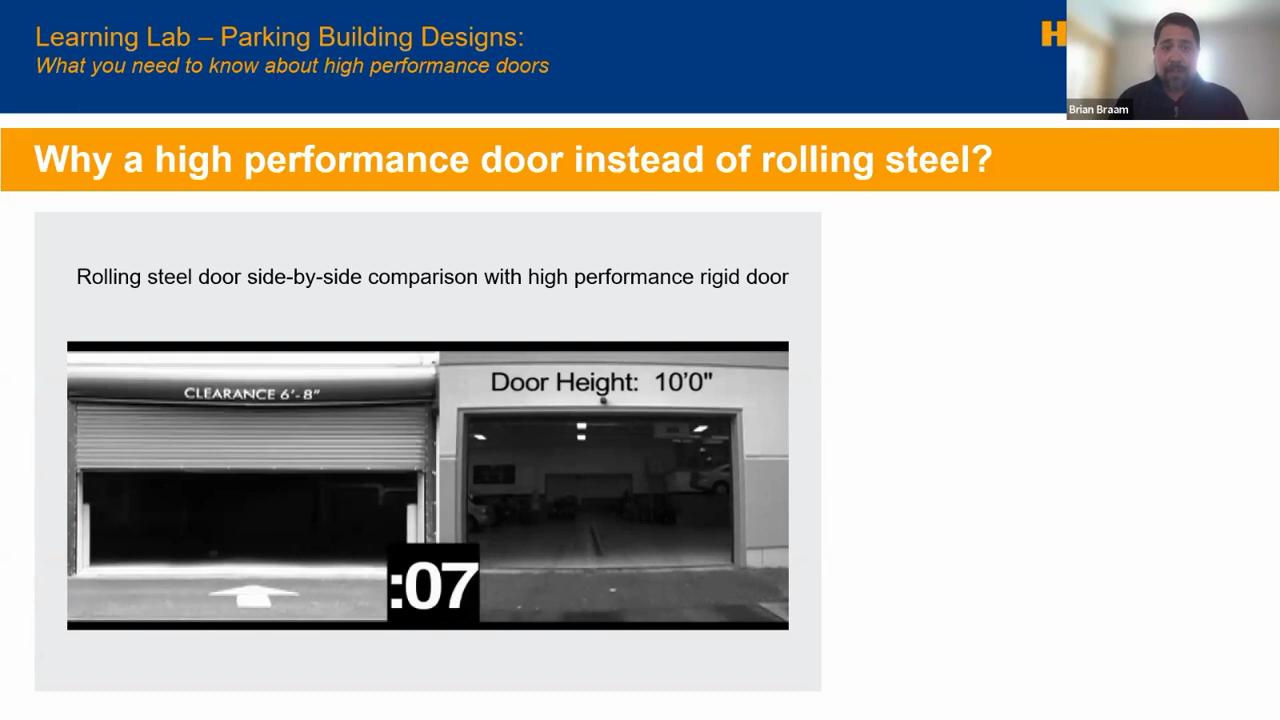 Learning Lab – Parking Building Designs:
What you need to know about high performance doors
H
Brian Braam
Why a high performance door instead of rolling steel?
Rolling steel door side-by-side comparison with high performance rigid door
CLEARANCE 6'-8"
Door Height: 10'0"
:07